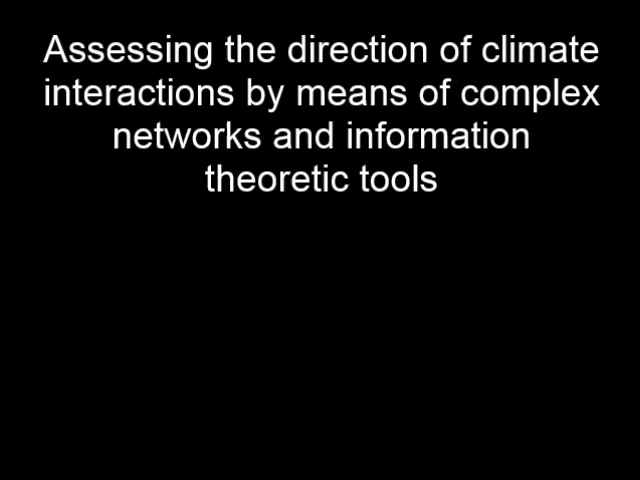 Assessing the direction of climate
interactions by means of complex
networks and information
theoretic tools